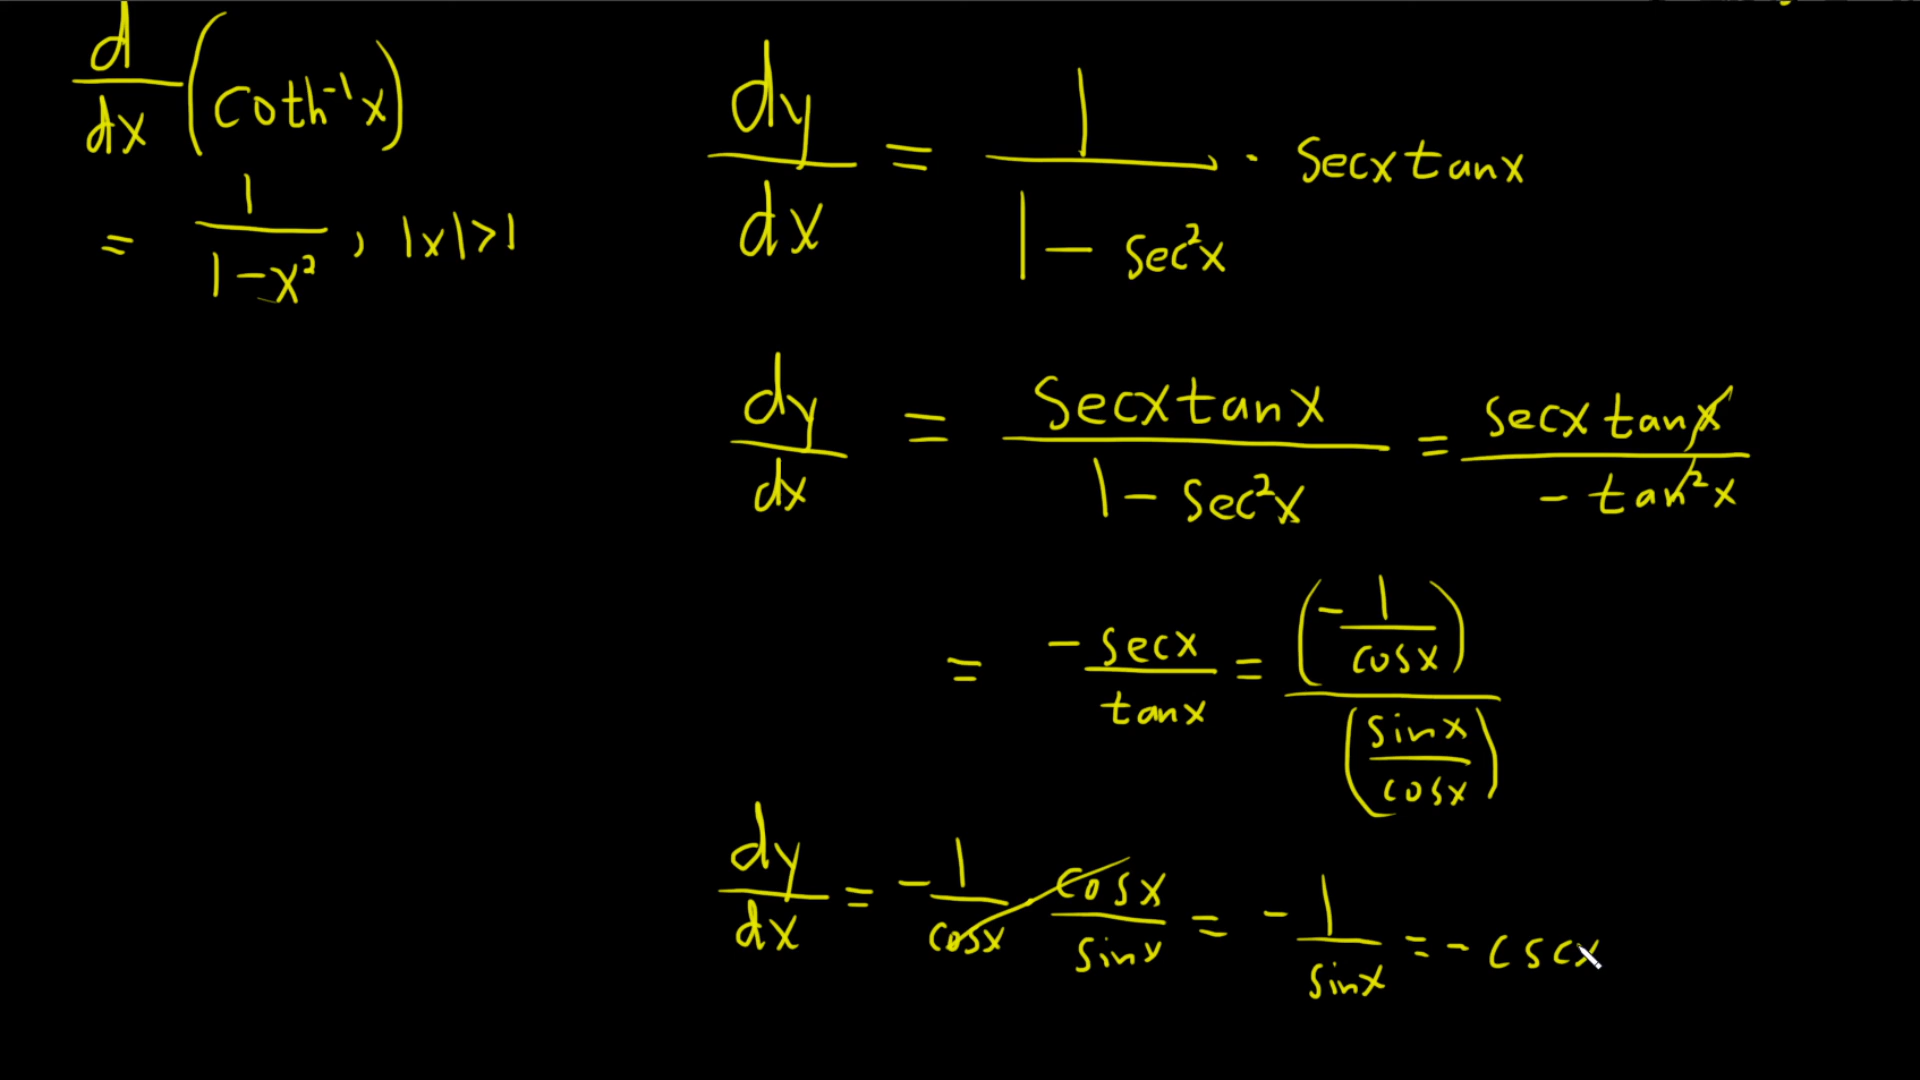 d/dx (coth⁻¹x)
= 1/(1-x²), |x|>1
dy/dx = 1/(1 - sec²x) · secx tanx
dy/dx = secx tanx/(1 - sec²x) = secx tanx/(- tan²x)
= - secx/tanx = (-1/cosx)/(sinx/cosx)
dy/dx = -1/cosx · cosx/sinx = - 1/sinx = - cscx